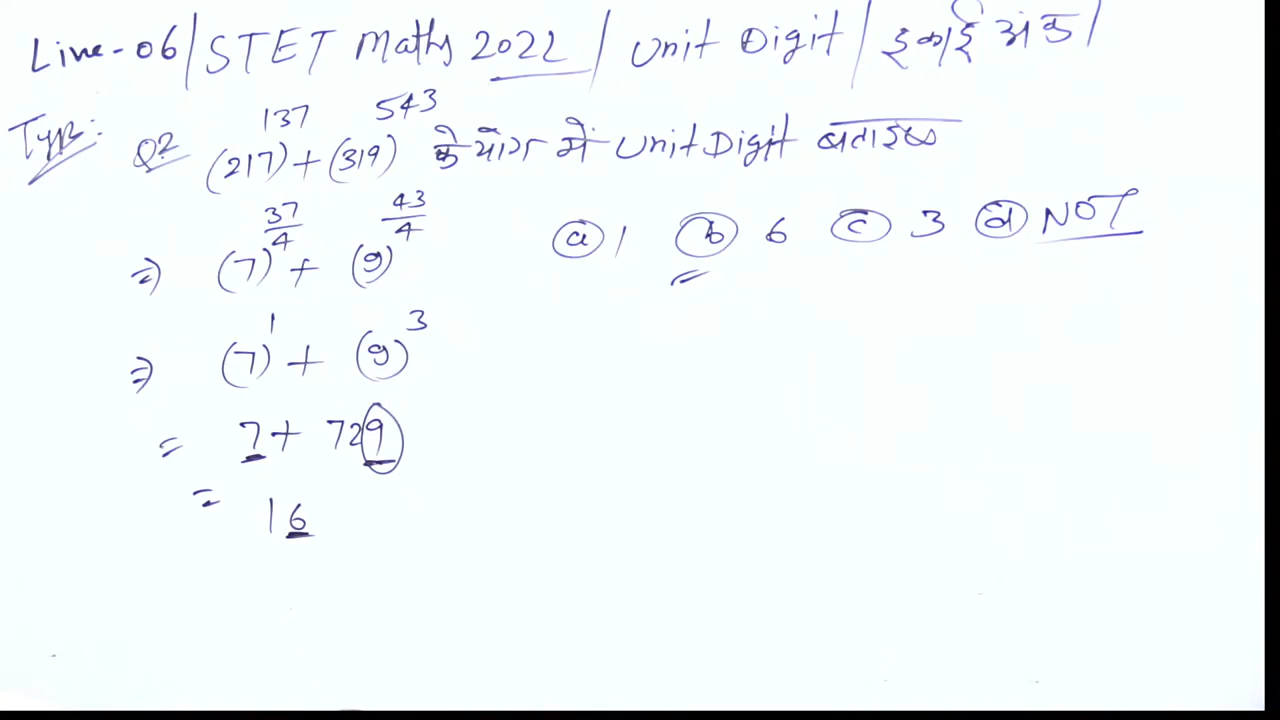 Live-06/STET Maths 2022/Unit Digit/इकाई अंक/
Type: Q2 (217)^137 + (319)^543 के योग में Unit Digit बताइए
(a) 1 (b) 6 (c) 3 (d) NOT
⇒ (7)^37/4 + (9)^43/4
⇒ (7)^1 + (9)^3
= 7 + 729
= 16